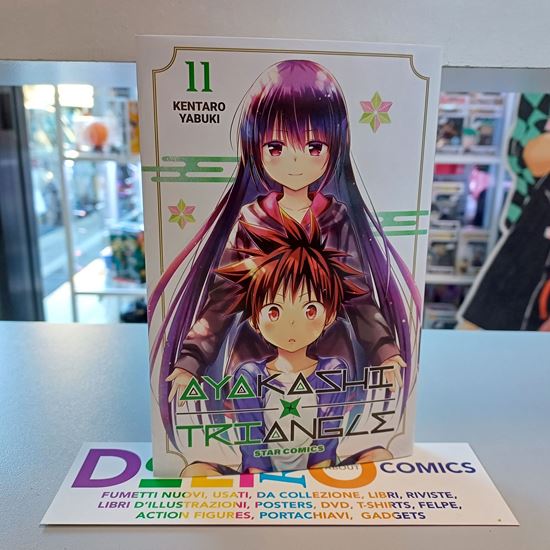 11
KENTARO
YABUKI
AYAKASHI
TRIANGLE
STAR COMICS
ABOUT
COMICS
FUMETTI NUOVI, USATI, DA COLLEZIONE, LIBRI, RIVISTE,
LIBRI D'ILLUSTRAZIONI, POSTERS, DVD, T-SHIRTS, FELPE,
ACTION FIGURES, PORTACHIAVI, GADGETS